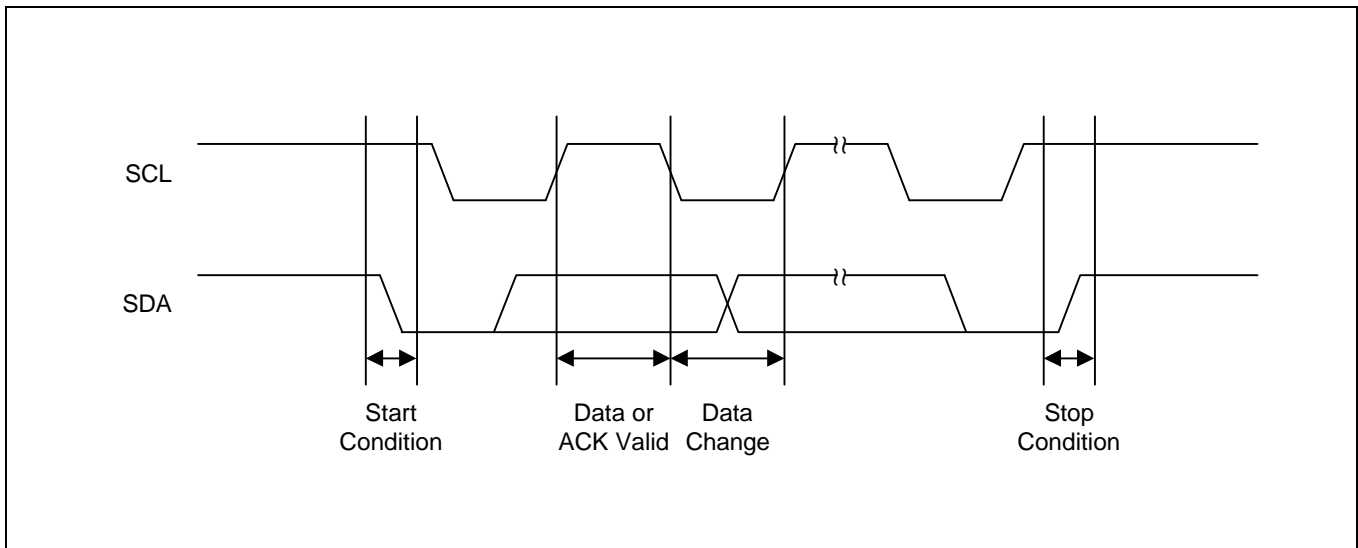 SCL
SDA
Start
Condition
Data or
ACK Valid
Data
Change
Stop
Condition